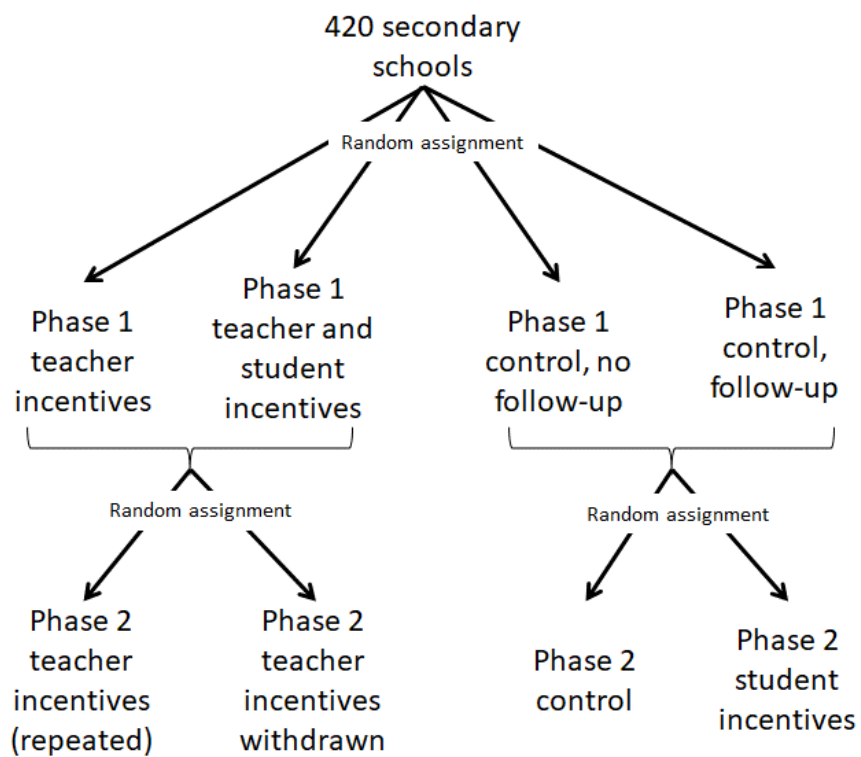 420 secondary
schools
Random assignment
Phase 1
teacher
incentives
Phase 1
teacher and
student
incentives
Phase 1
control, no
follow-up
Phase 1
control,
follow-up
Random assignment
Random assignment
Phase 2
teacher
incentives
(repeated)
Phase 2
teacher
incentives
withdrawn
Phase 2
control
Phase 2
student
incentives